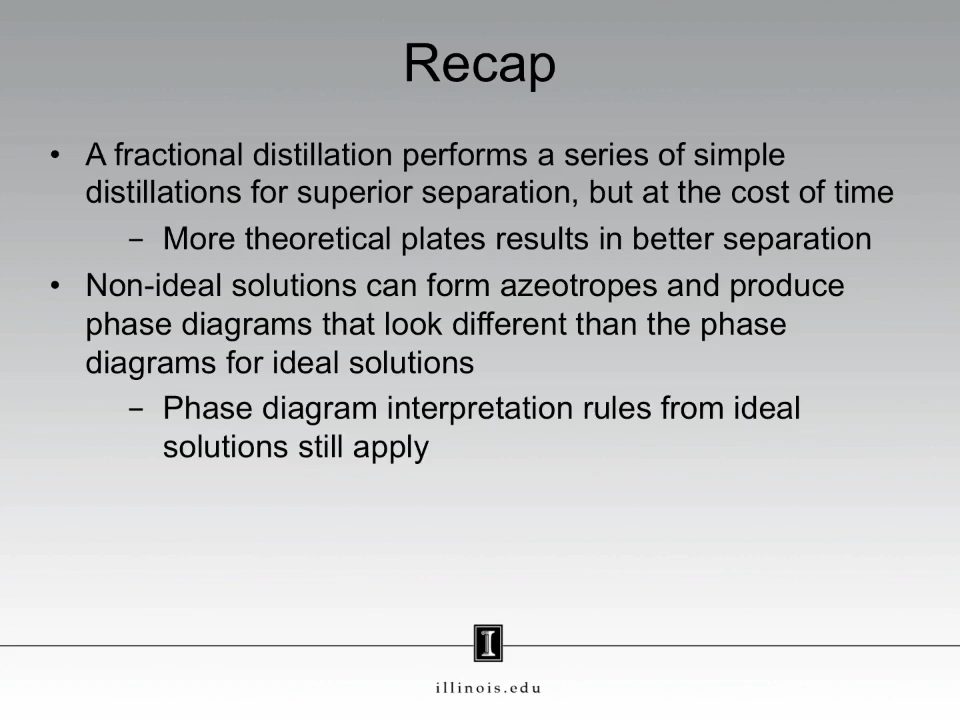 Recap
• A fractional distillation performs a series of simple
distillations for superior separation, but at the cost of time
– More theoretical plates results in better separation
• Non-ideal solutions can form azeotropes and produce
phase diagrams that look different than the phase
diagrams for ideal solutions
– Phase diagram interpretation rules from ideal
solutions still apply
I
illinois.edu